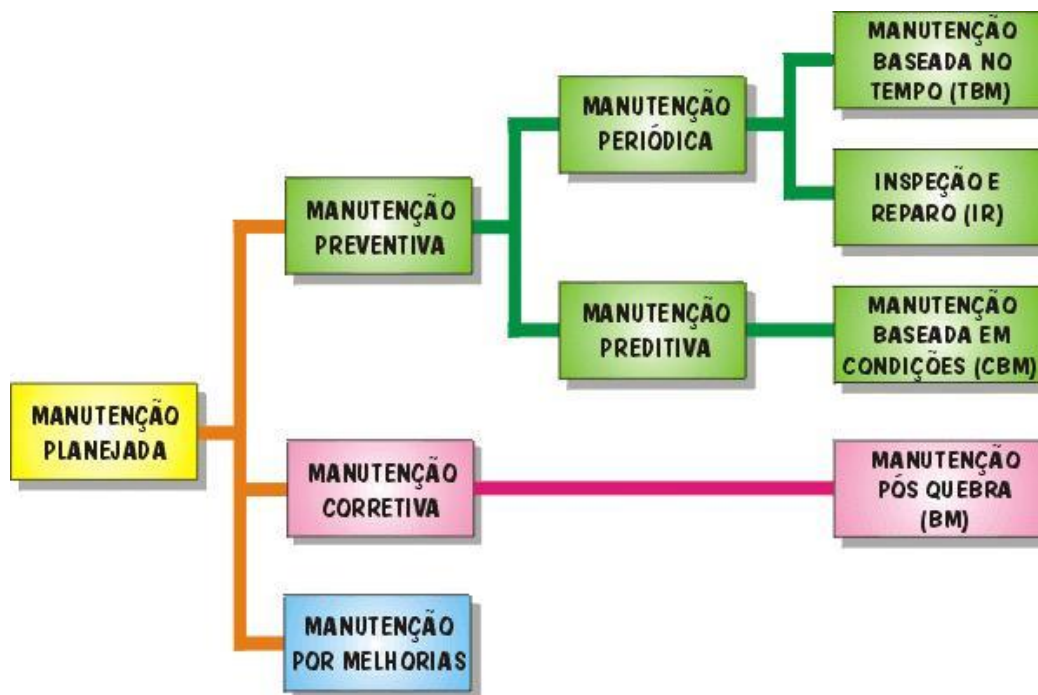 MANUTENÇÃO
BASEADA NO
TEMPO (TBM)
MANUTENÇÃO
PERIÓDICA
INSPEÇÃO E
REPARO (IR)
MANUTENÇÃO
PREVENTIVA
MANUTENÇÃO
PREDITIVA
MANUTENÇÃO
BASEADA EM
CONDIÇÕES (CBM)
MANUTENÇÃO
PLANEJADA
MANUTENÇÃO
CORRETIVA
MANUTENÇÃO
PÓS QUEBRA
(BM)
MANUTENÇÃO
POR MELHORIAS